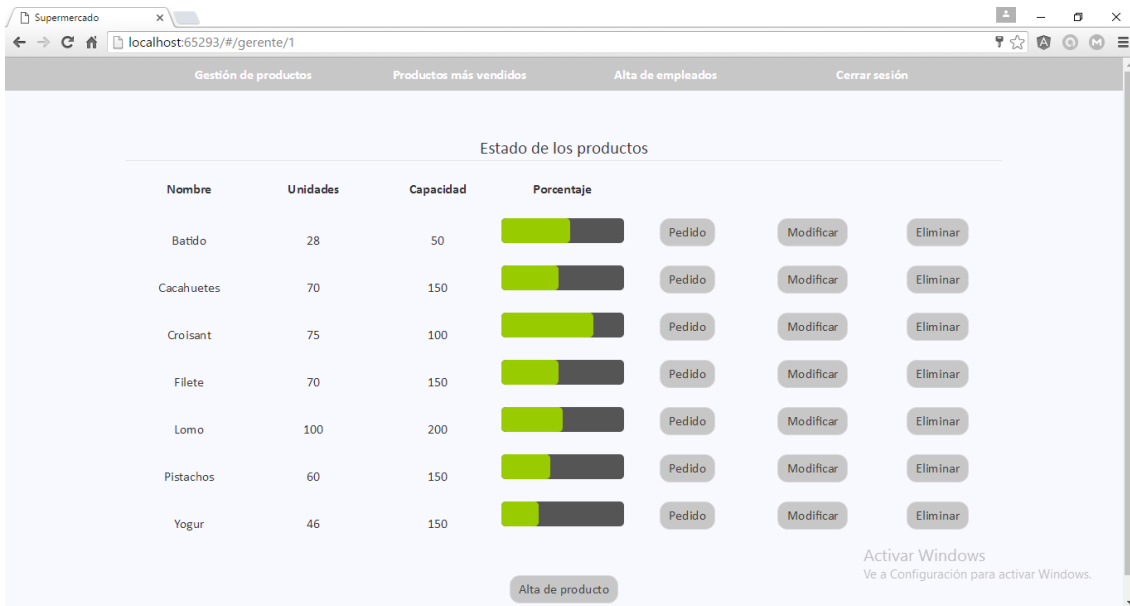 Supermercado
localhost:65293/#/gerente/1
Gestión de productos Productos más vendidos Alta de empleados Cerrar sesión
Estado de los productos
Nombre Unidades Capacidad Porcentaje
Batido 28 50 Pedido Modificar Eliminar
Cacahuetes 70 150 Pedido Modificar Eliminar
Croisant 75 100 Pedido Modificar Eliminar
Filete 70 150 Pedido Modificar Eliminar
Lomo 100 200 Pedido Modificar Eliminar
Pistachos 60 150 Pedido Modificar Eliminar
Yogur 46 150 Pedido Modificar Eliminar
Activar Windows
Ve a Configuración para activar Windows.
Alta de producto